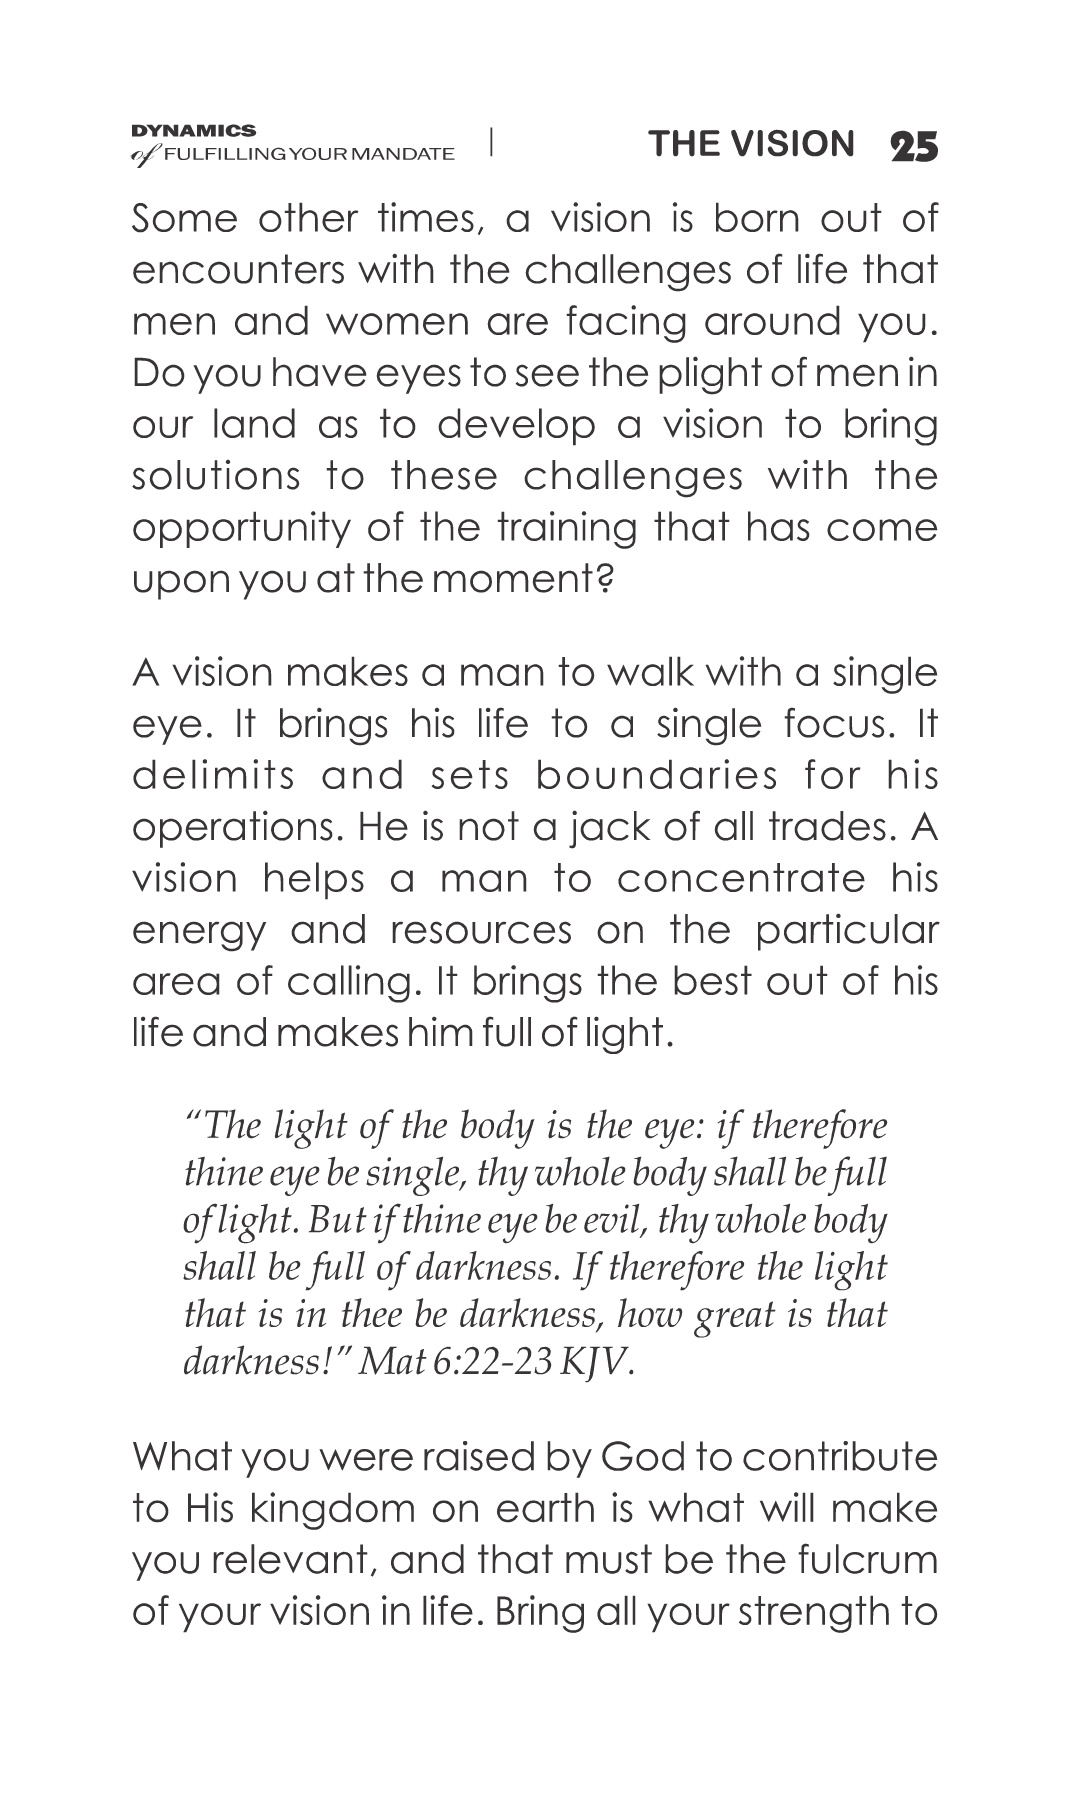 DYNAMICS
of FULFILLING YOUR MANDATE
THE VISION 25
Some other times, a vision is born out of
encounters with the challenges of life that
men and women are facing around you.
Do you have eyes to see the plight of men in
our land as to develop a vision to bring
solutions to these challenges with the
opportunity of the training that has come
upon you at the moment?
A vision makes a man to walk with a single
eye. It brings his life to a single focus. It
delimits and sets boundaries for his
operations. He is not a jack of all trades. A
vision helps a man to concentrate his
energy and resources on the particular
area of calling. It brings the best out of his
life and makes him full of light.
“The light of the body is the eye: if therefore
thine eye be single, thy whole body shall be full
of light. But if thine eye be evil, thy whole body
shall be full of darkness. If therefore the light
that is in thee be darkness, how great is that
darkness!” Mat 6:22-23 KJV.
What you were raised by God to contribute
to His kingdom on earth is what will make
you relevant, and that must be the fulcrum
of your vision in life. Bring all your strength to